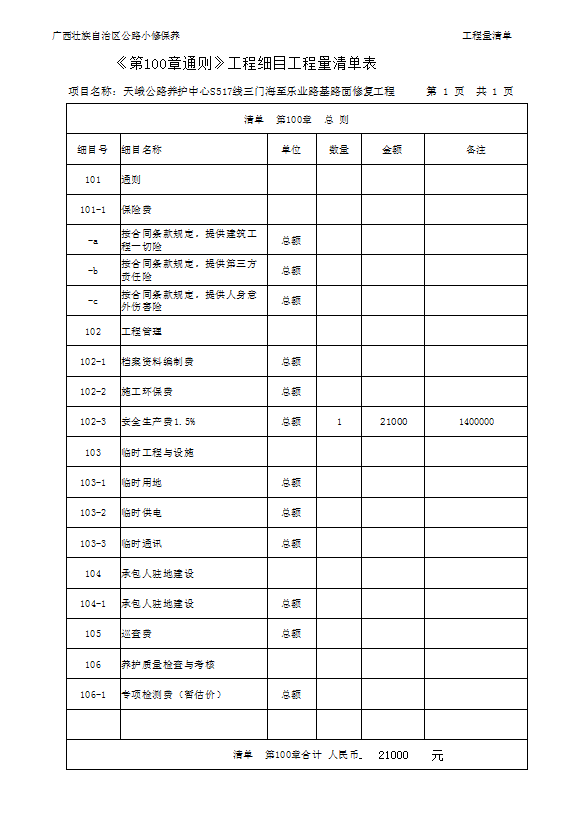 广西壮族自治区公路小修保养 工程量清单
《第100章通则》工程细目工程量清单表
项目名称：天峨公路养护中心S517线三门海至乐业路基路面修复工程 第 1 页 共 1 页
清单 第100章 总 则
细目号 细目名称 单位 数量 金额 备注
101 通则
101-1 保险费
-a 按合同条款规定，提供建筑工
程一切险 总额
-b 按合同条款规定，提供第三方
责任险 总额
-c 按合同条款规定，提供人身意
外伤害险 总额
102 工程管理
102-1 档案资料编制费 总额
102-2 施工环保费 总额
102-3 安全生产费1.5% 总额 1 21000 1400000
103 临时工程与设施
103-1 临时用地 总额
103-2 临时供电 总额
103-3 临时通讯 总额
104 承包人驻地建设
104-1 承包人驻地建设 总额
105 巡查费 总额
106 养护质量检查与考核
106-1 专项检测费（暂估价） 总额
清单 第100章合计 人民币 21000 元